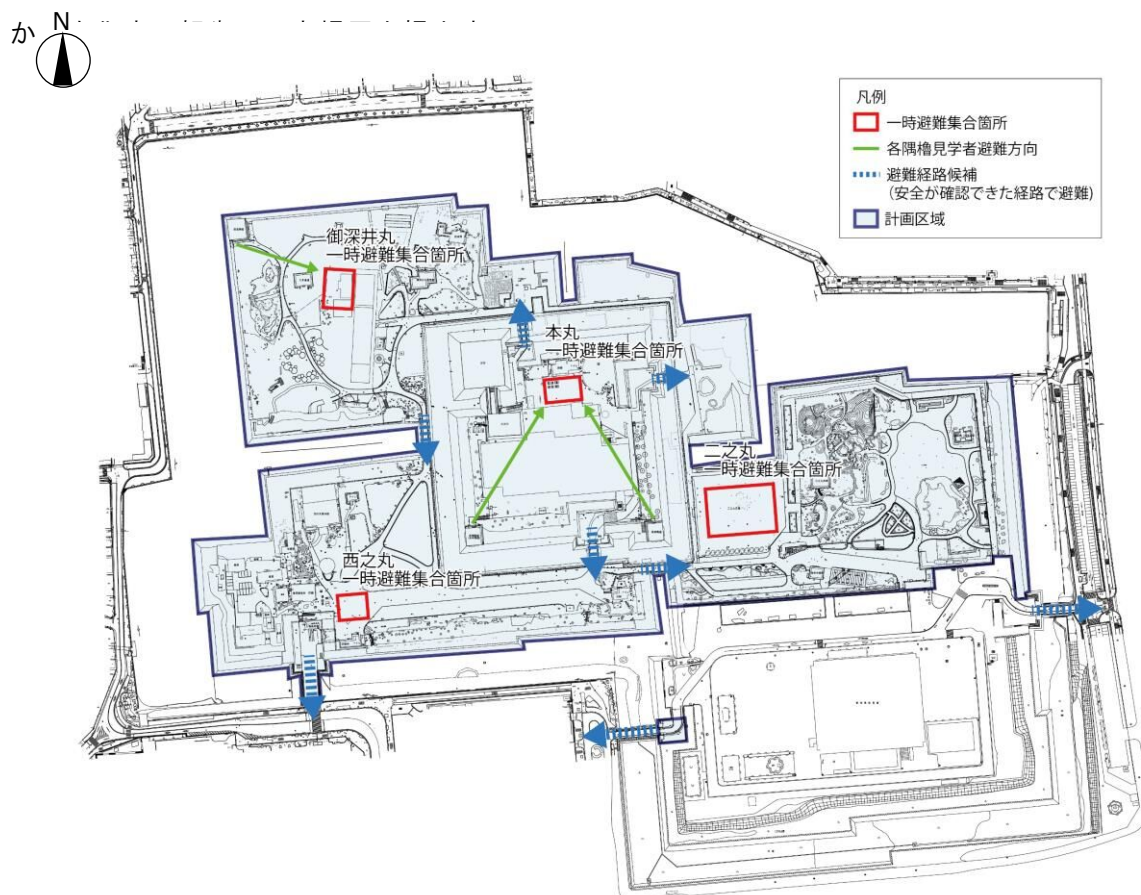 か
N
凡例
一時避難集合箇所
各隅櫓見学者避難方向
避難経路候補
(安全が確認できた経路で避難)
計画区域
御深井丸
一時避難集合箇所
本丸
一時避難集合箇所
二之丸
一時避難集合箇所
西之丸
一時避難集合箇所